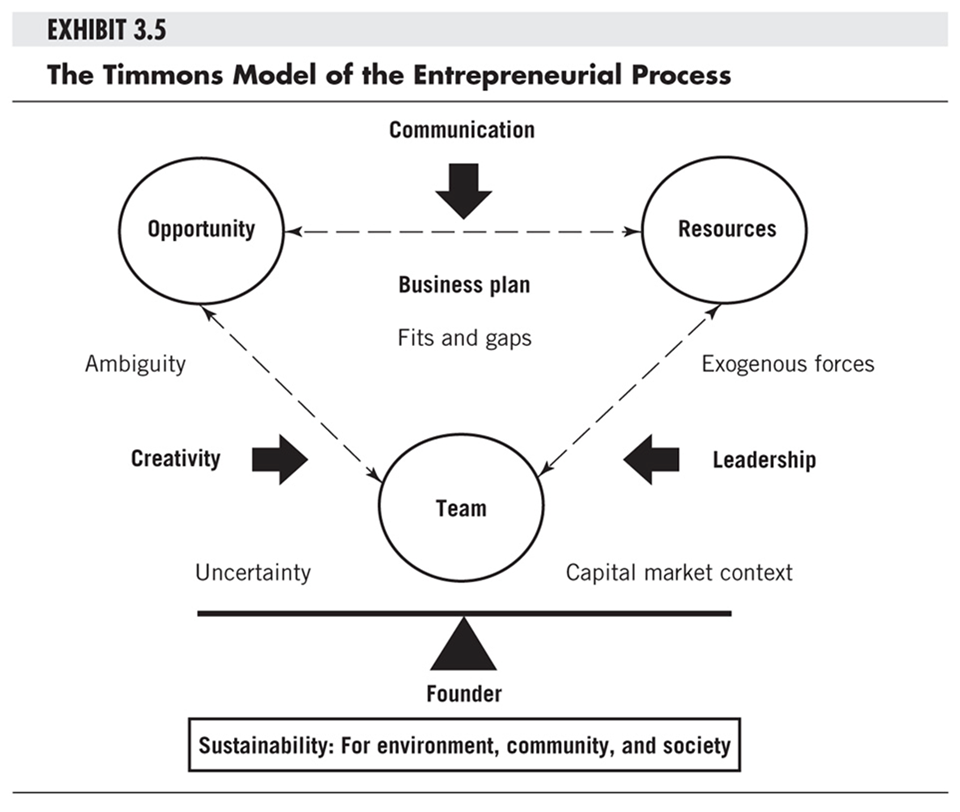 EXHIBIT 3.5
The Timmons Model of the Entrepreneurial Process
Communication
Opportunity
Resources
Business plan
Fits and gaps
Ambiguity
Exogenous forces
Creativity
Leadership
Team
Uncertainty
Capital market context
Founder
Sustainability: For environment, community, and society